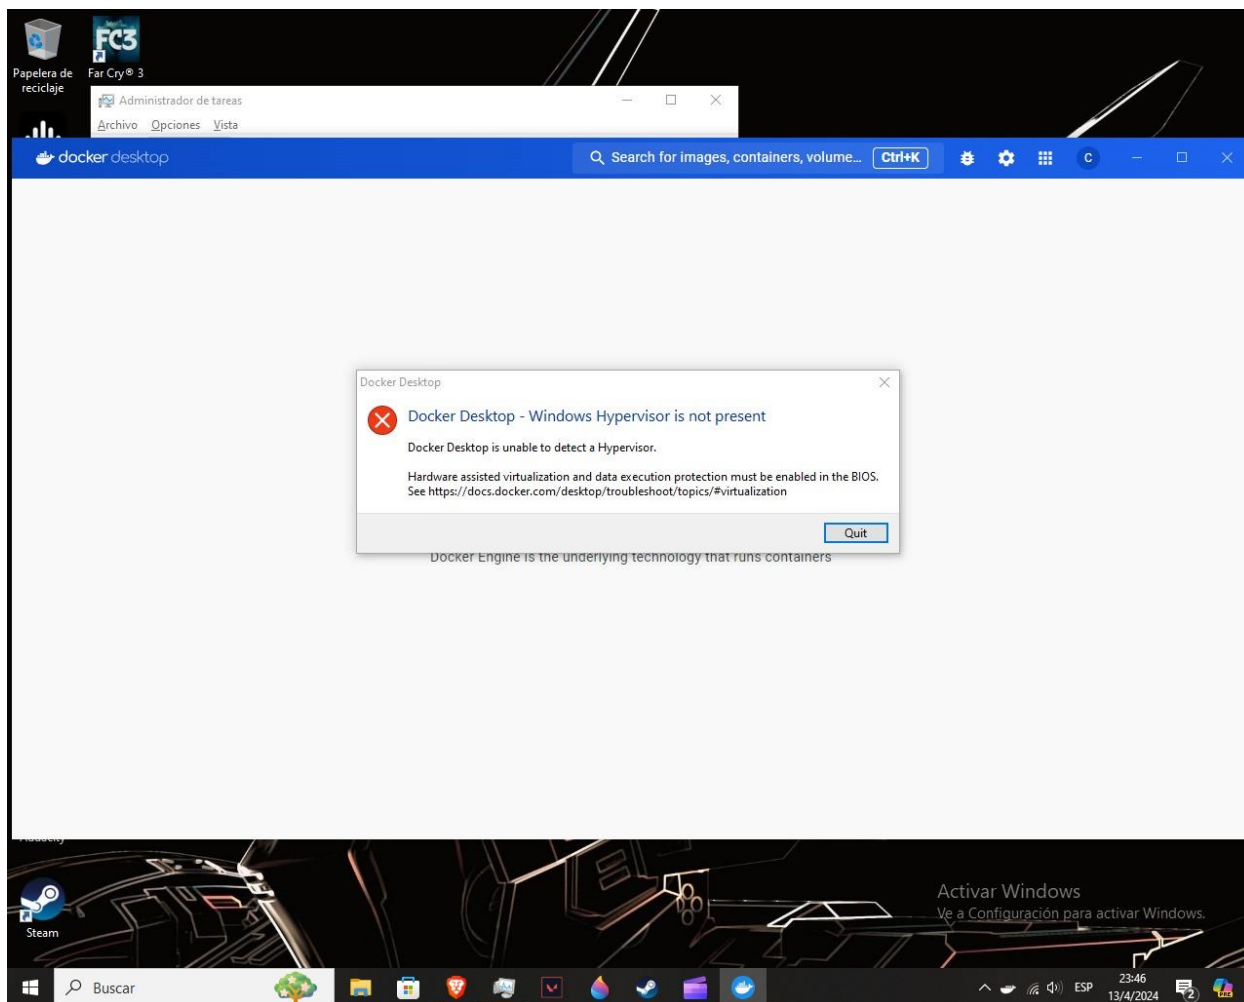 Papelera de
reciclaje
FC3
Far Cry® 3
Administrador de tareas
Archivo Opciones Vista
docker desktop
Search for images, containers, volume...
Ctrl+K
C
Docker Desktop
Docker Desktop - Windows Hypervisor is not present
Docker Desktop is unable to detect a Hypervisor.
Hardware assisted virtualization and data execution protection must be enabled in the BIOS.
See https://docs.docker.com/desktop/troubleshoot/topics/#virtualization
Quit
Docker Engine is the underlying technology that runs containers
Audacity
Steam
Activar Windows
Ve a Configuración para activar Windows.
Buscar
ESP
23:46
13/4/2024
2
PRE